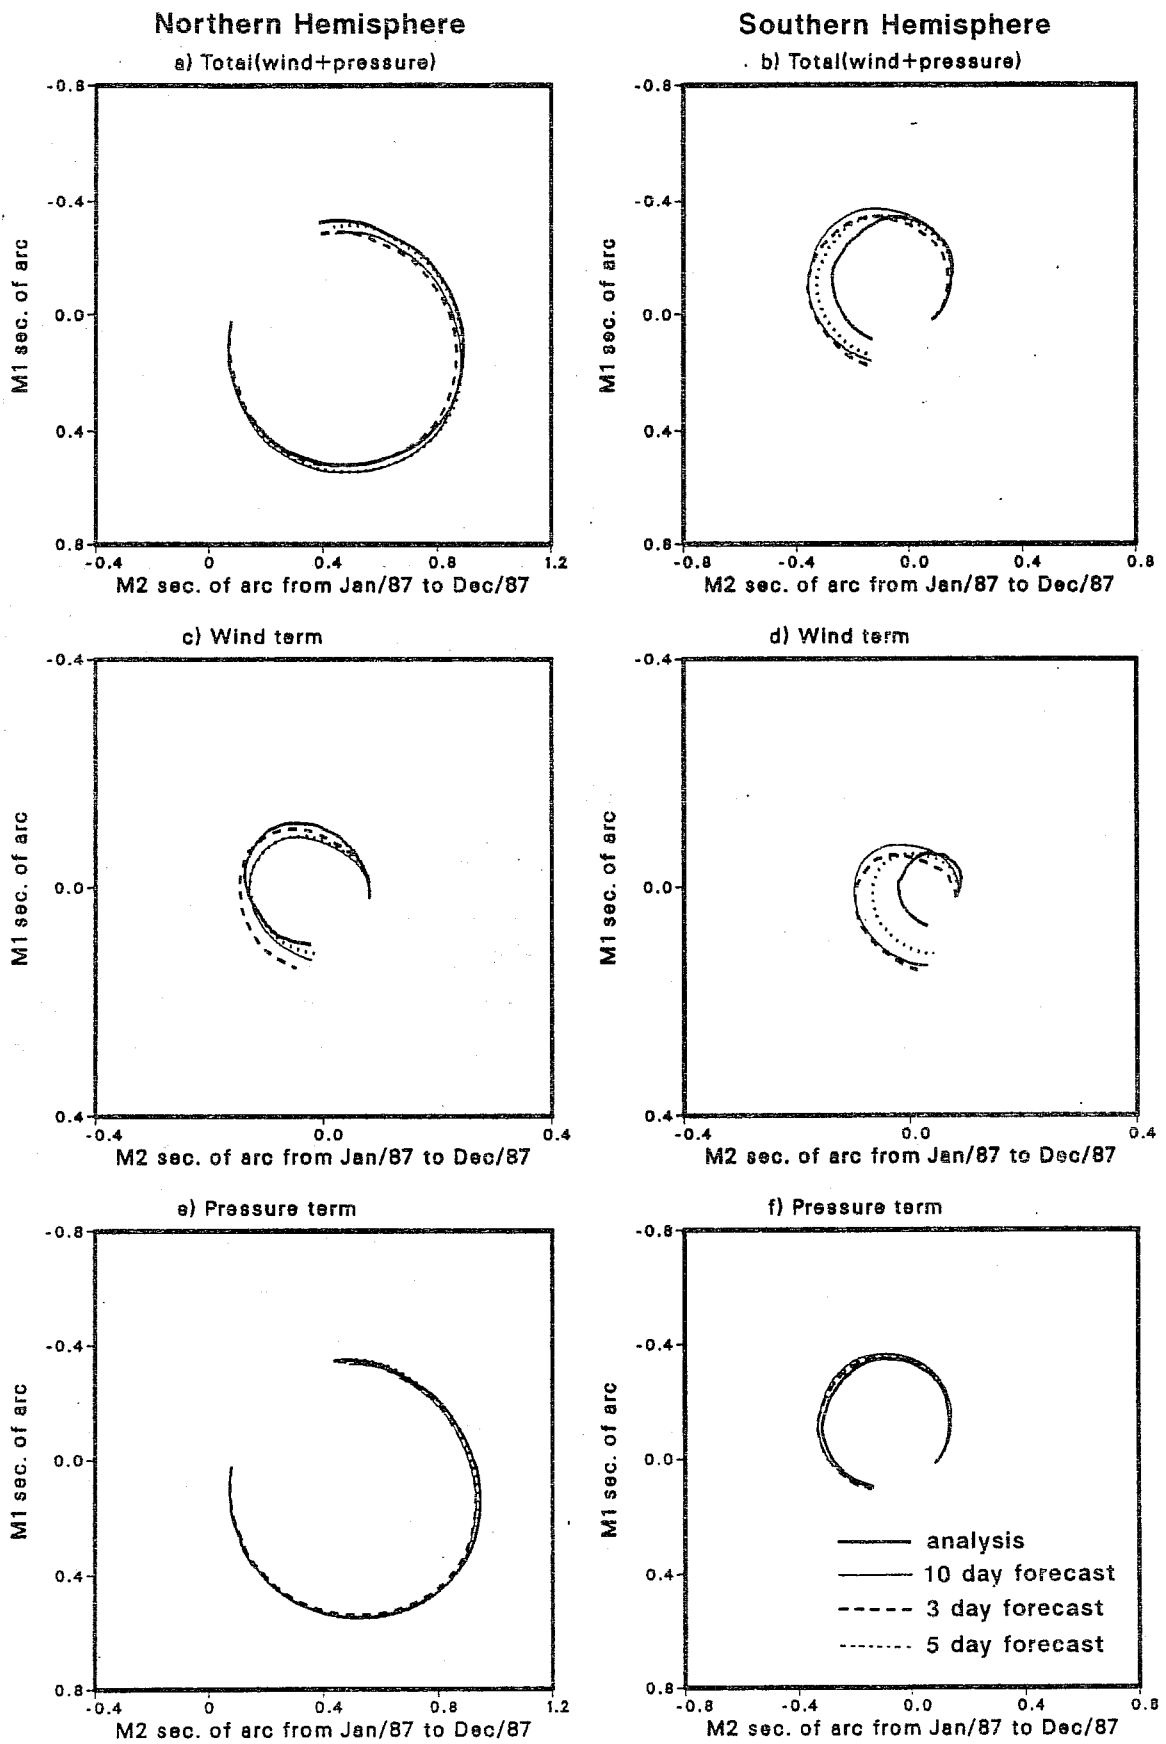 Northern Hemisphere
Southern Hemisphere
a) Total(wind+pressure)
b) Total(wind+pressure)
-0.8
-0.4
0.0
0.4
0.8
M1 sec. of arc
-0.4 0 0.4 0.8 1.2
M2 sec. of arc from Jan/87 to Dec/87
-0.8
-0.4
0.0
0.4
0.8
M1 sec. of arc
-0.8 -0.4 0.0 0.4 0.8
M2 sec. of arc from Jan/87 to Dec/87
c) Wind term
d) Wind term
-0.4
0.0
0.4
M1 sec. of arc
-0.4 0.0 0.4
M2 sec. of arc from Jan/87 to Dec/87
-0.4
0.0
0.4
M1 sec. of arc
-0.4 0.0 0.4
M2 sec. of arc from Jan/87 to Dec/87
e) Pressure term
f) Pressure term
-0.8
-0.4
0.0
0.4
0.8
M1 sec. of arc
-0.4 0 0.4 0.8 1.2
M2 sec. of arc from Jan/87 to Dec/87
-0.8
-0.4
0.0
0.4
0.8
M1 sec. of arc
analysis
10 day forecast
3 day forecast
5 day forecast
-0.8 -0.4 0.0 0.4 0.8
M2 sec. of arc from Jan/87 to Dec/87